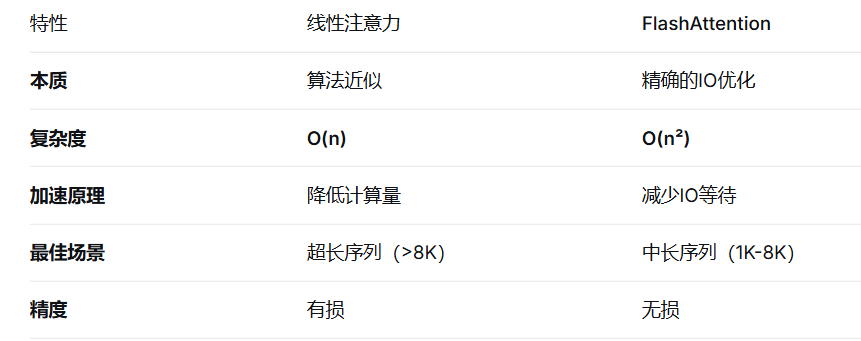 特性 线性注意力 FlashAttention
本质 算法近似 精确的IO优化
复杂度 O(n) O(n²)
加速原理 降低计算量 减少IO等待
最佳场景 超长序列（>8K） 中长序列（1K-8K）
精度 有损 无损